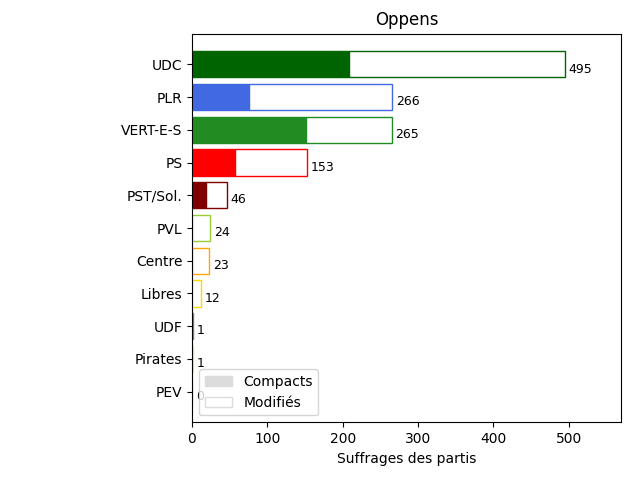 Oppens
UDC 495
PLR 266
VERT-E-S 265
PS 153
PST/Sol. 46
PVL 24
Centre 23
Libres 12
UDF 1
Pirates 1
PEV 0
Compacts
Modifiés
0 100 200 300 400 500
Suffrages des partis